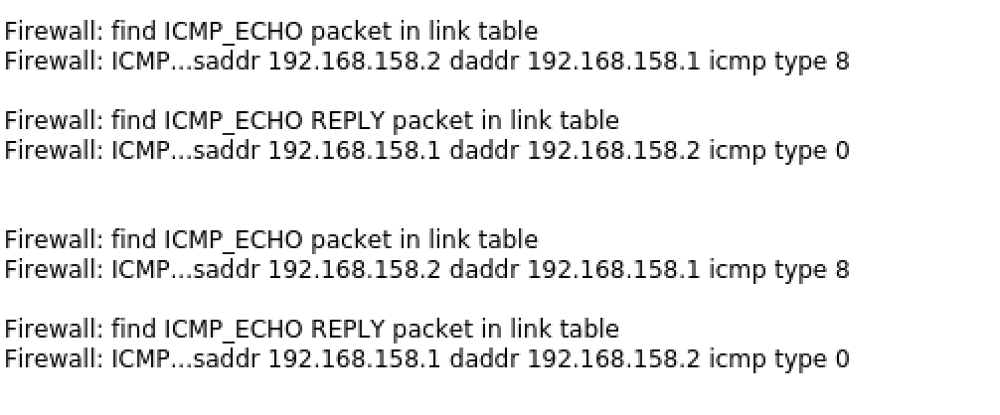 Firewall: find ICMP_ECHO packet in link table
Firewall: ICMP...saddr 192.168.158.2 daddr 192.168.158.1 icmp type 8
Firewall: find ICMP_ECHO REPLY packet in link table
Firewall: ICMP...saddr 192.168.158.1 daddr 192.168.158.2 icmp type 0
Firewall: find ICMP_ECHO packet in link table
Firewall: ICMP...saddr 192.168.158.2 daddr 192.168.158.1 icmp type 8
Firewall: find ICMP_ECHO REPLY packet in link table
Firewall: ICMP...saddr 192.168.158.1 daddr 192.168.158.2 icmp type 0